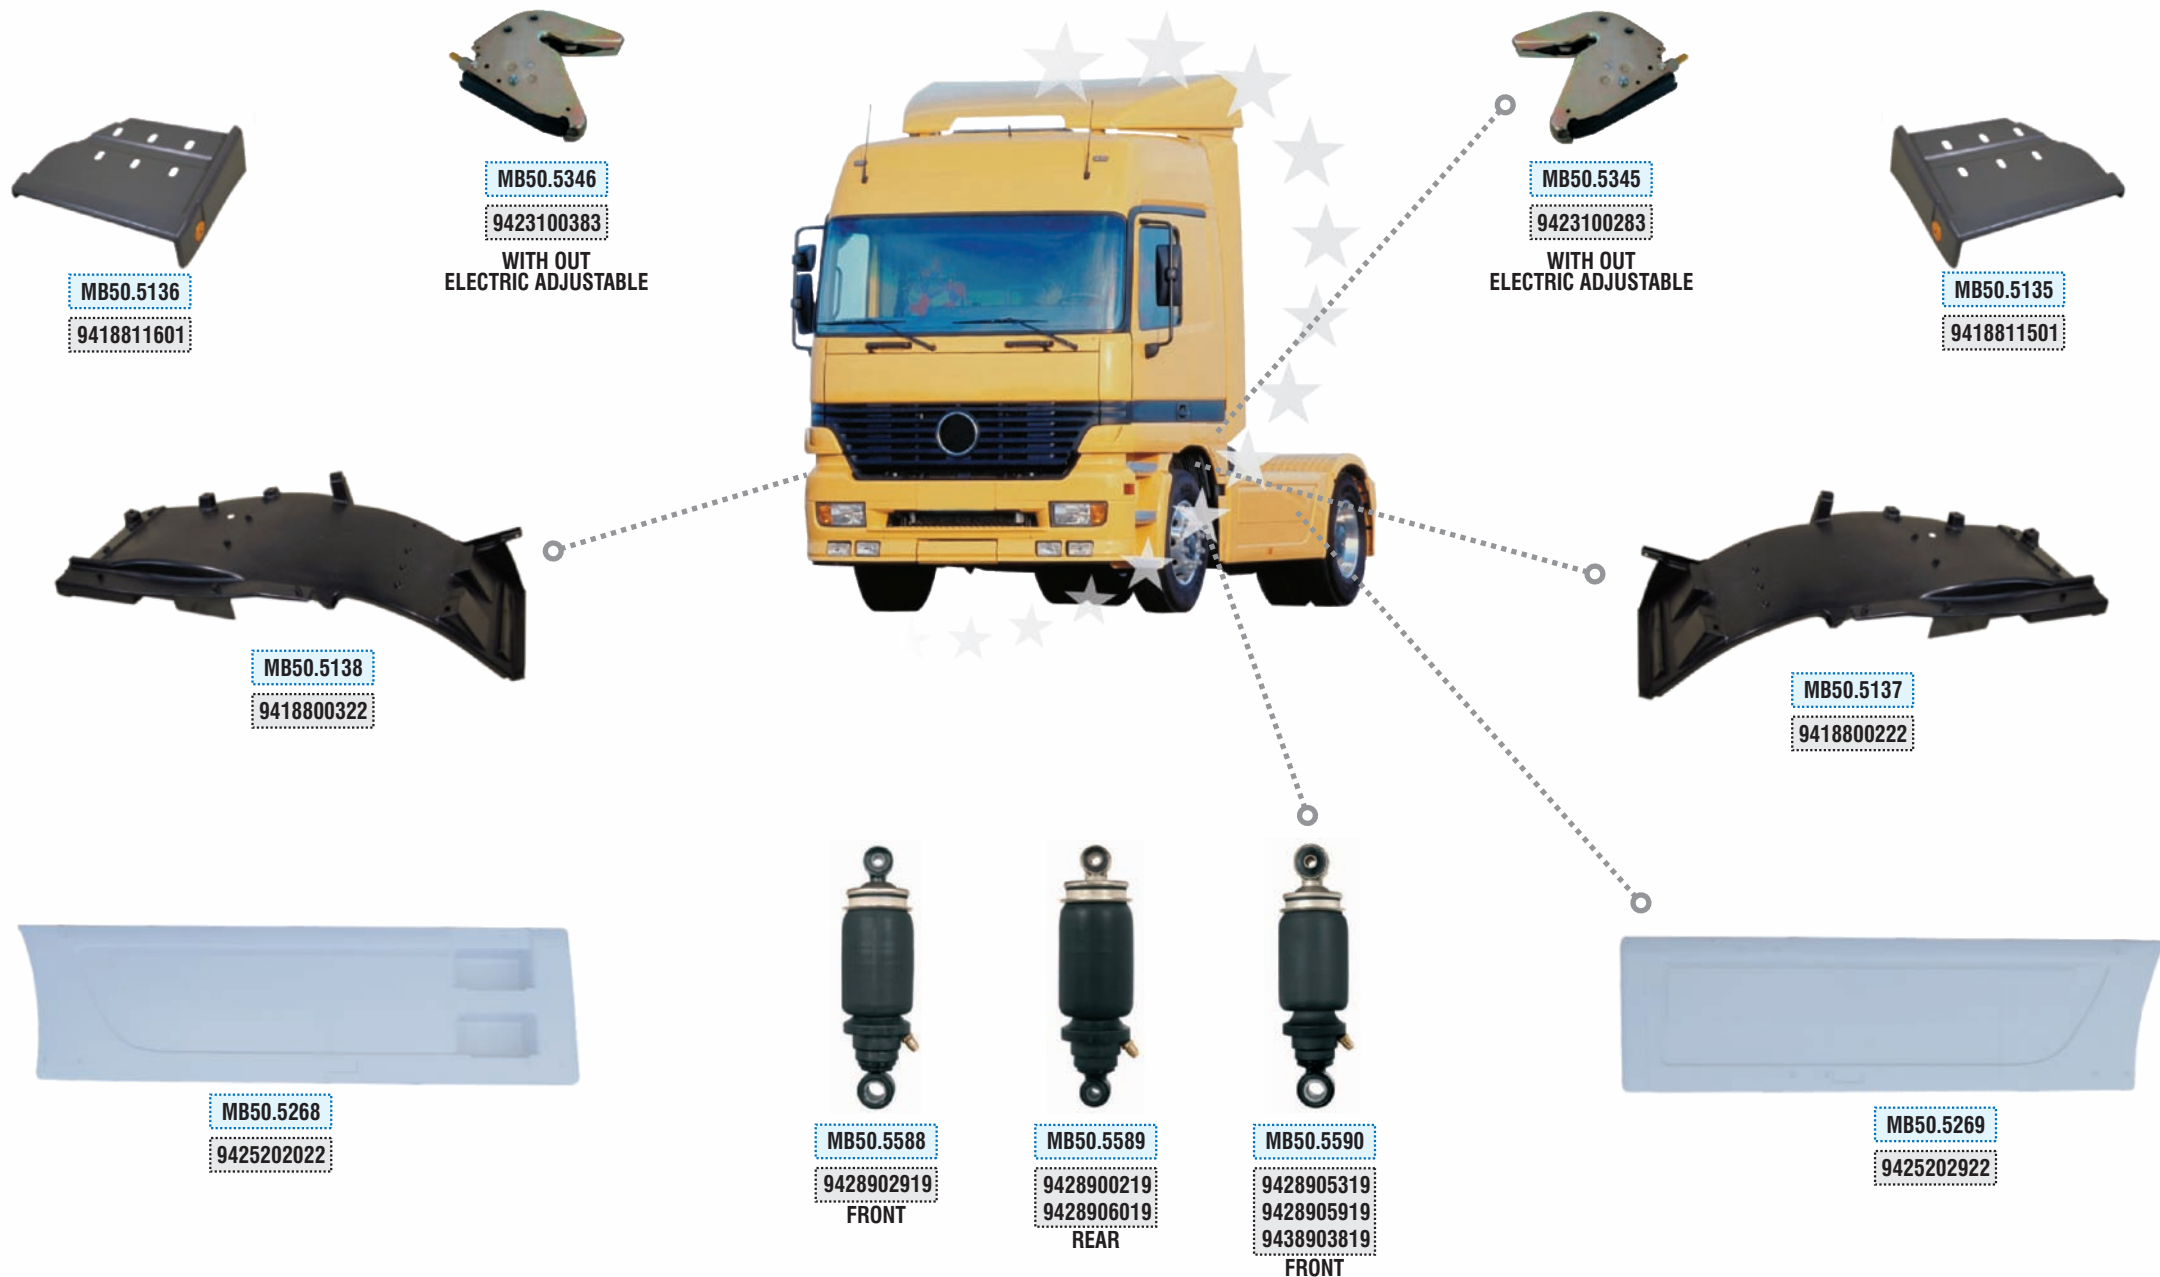 MB50.5346
9423100383
WITH OUT
ELECTRIC ADJUSTABLE
MB50.5345
9423100283
WITH OUT
ELECTRIC ADJUSTABLE
MB50.5136
9418811601
MB50.5135
9418811501
MB50.5138
9418800322
MB50.5137
9418800222
MB50.5268
9425202022
MB50.5588
9428902919
FRONT
MB50.5589
9428900219
9428906019
REAR
MB50.5590
9428905319
9428905919
9438903819
FRONT
MB50.5269
9425202922